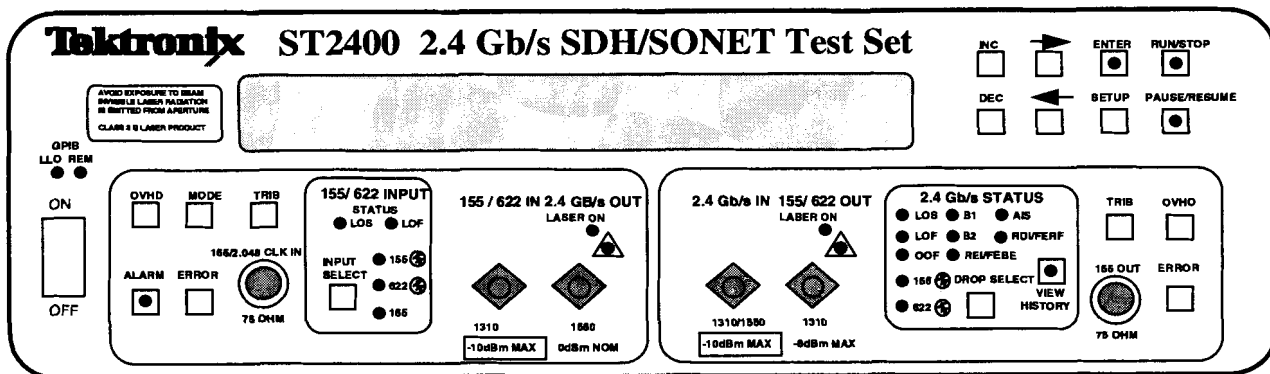 Tektronix ST2400 2.4 Gb/s SDH/SONET Test Set
INC ENTER RUN/STOP
DEC SETUP PAUSE/RESUME
AVOID EXPOSURE TO BEAM
INVISIBLE LASER RADIATION
IS EMITTED FROM APERTURE
CLASS 3 B LASER PRODUCT
GPIB
LLO REM
ON
OFF
OVHD MODE TRIB
155/2.048 CLK IN
ALARM ERROR
75 OHM
155/ 622 INPUT
STATUS
LOS LOF
INPUT
SELECT
155
622
155
155 / 622 IN 2.4 GB/s OUT
LASER ON
1310 1550
-10dBm MAX 0dBm NOM
2.4 Gb/s IN 155/ 622 OUT
LASER ON
1310/1550 1310
-10dBm MAX -8dBm MAX
2.4 Gb/s STATUS
LOS B1 AIS
LOF B2 RDI/FERF
OOF REI/FEBE
155 DROP SELECT
622
VIEW
HISTORY
TRIB OVHD
155 OUT ERROR
75 OHM